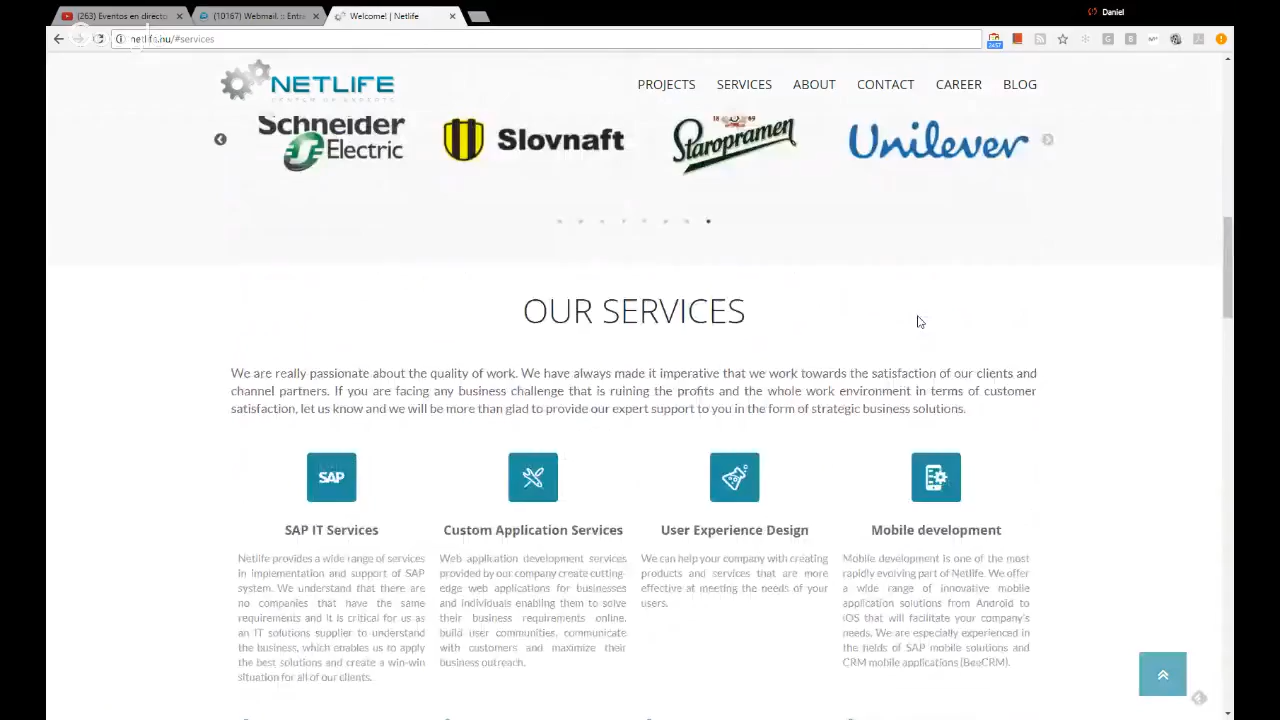 (263) Eventos en directo
(10167) Webmail :: Entra
Welcome! | Netlife
Daniel
netlife.hu/#services
2457
NETLIFE
CENTER OF EXPERTS
PROJECTS
SERVICES
ABOUT
CONTACT
CAREER
BLOG
Schneider
Electric
Slovnaft
Staropramen
Unilever
OUR SERVICES
We are really passionate about the quality of work. We have always made it imperative that we work towards the satisfaction of our clients and
channel partners. If you are facing any business challenge that is ruining the profits and the whole work environment in terms of customer
satisfaction, let us know and we will be more than glad to provide our expert support to you in the form of strategic business solutions.
SAP
SAP IT Services
Netlife provides a wide range of services
in implementation and support of SAP
system. We understand that there are
no companies that have the same
requirements and it is critical for us as
an IT solutions supplier to understand
the business, which enables us to apply
the best solutions and create a win-win
situation for all of our clients.
Custom Application Services
Web application development services
provided by our company create cutting-
edge web applications for businesses
and individuals enabling them to solve
their business requirements online,
build user communities, communicate
with customers and maximize their
business outreach.
User Experience Design
We can help your company with creating
products and services that are more
effective at meeting the needs of your
users.
Mobile development
Mobile development is one of the most
rapidly evolving part of Netlife. We offer
a wide range of innovative mobile
application solutions from Android to
iOS that will facilitate your company's
needs. We are especially experienced in
the fields of SAP mobile solutions and
CRM mobile applications (BeeCRM).